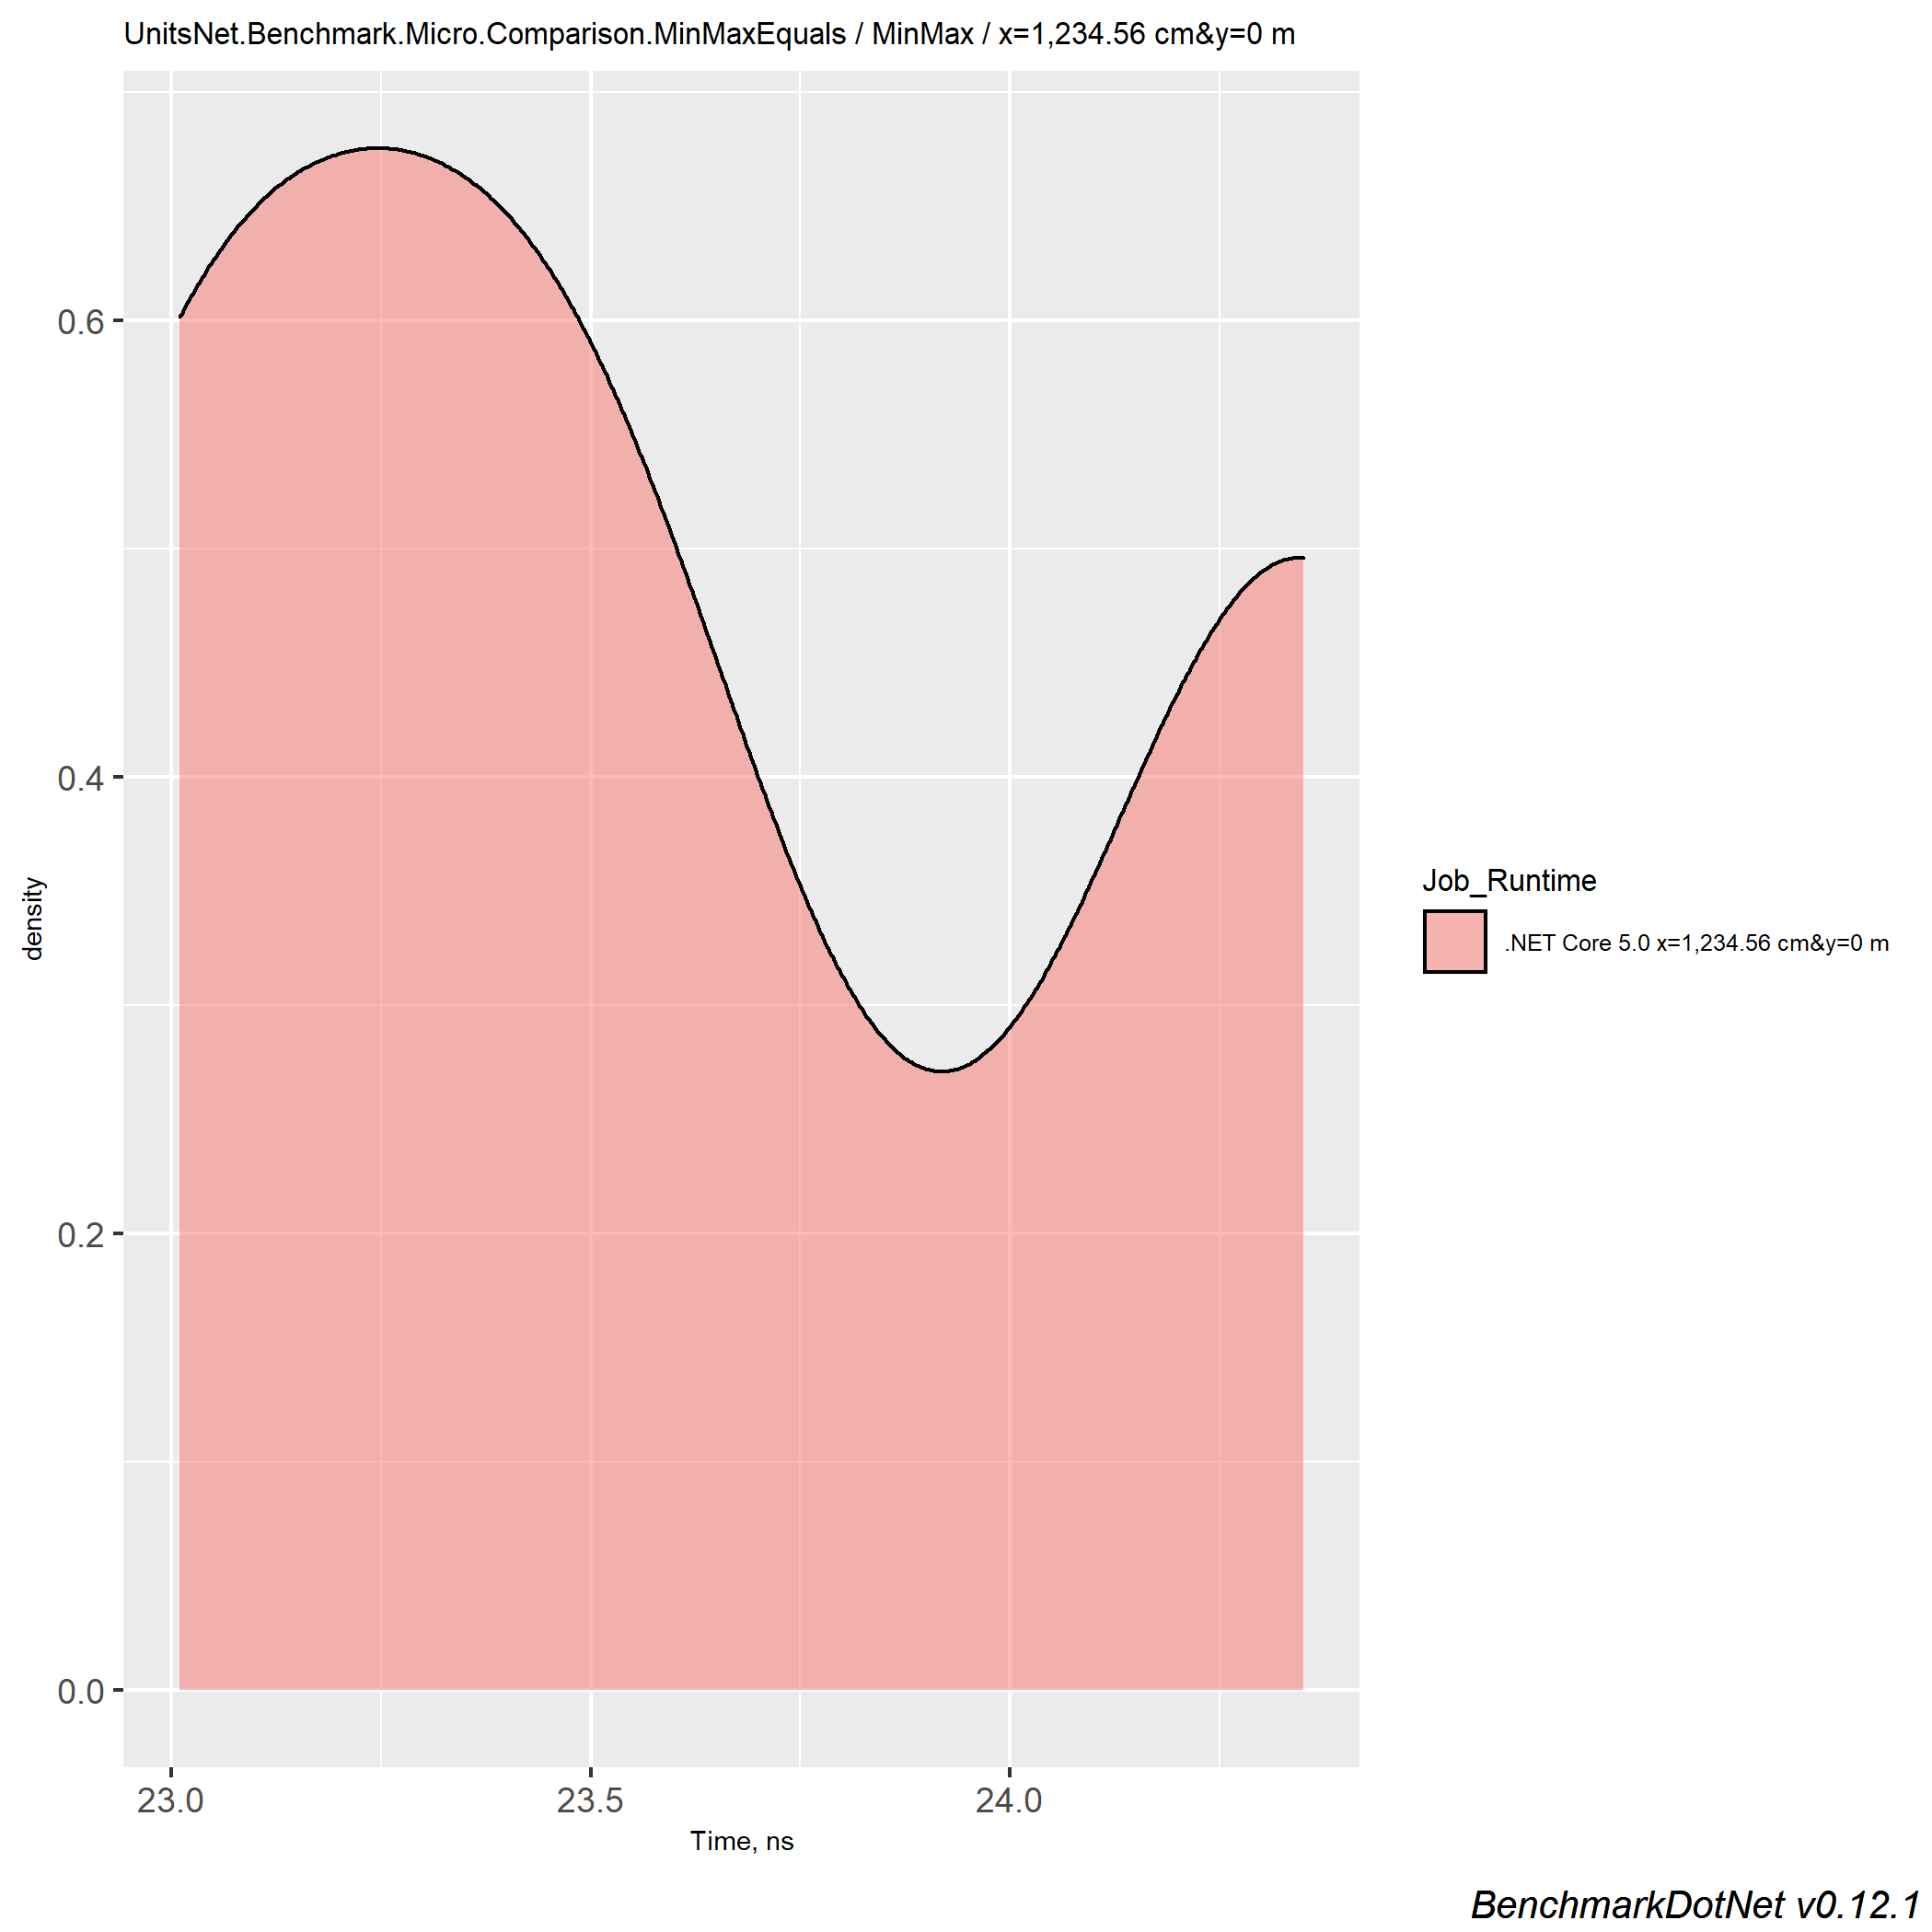 UnitsNet.Benchmark.Micro.Comparison.MinMaxEquals / MinMax / x=1,234.56 cm&y=0 m
0.6
0.4
0.2
0.0
density
23.0 23.5 24.0
Time, ns
Job_Runtime
.NET Core 5.0 x=1,234.56 cm&y=0 m
BenchmarkDotNet v0.12.1